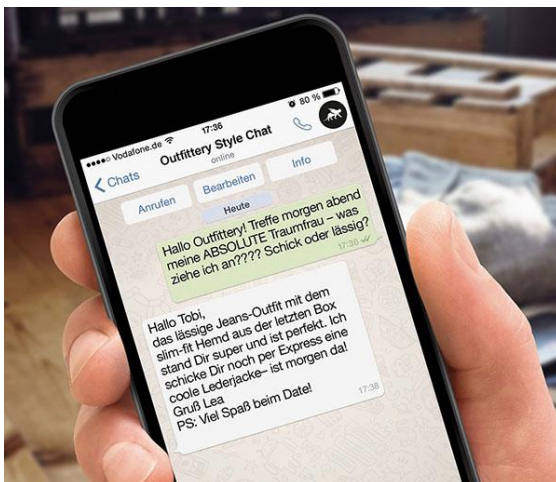 Vodafone.de 17:36 80 %
Chats Outfittery Style Chat
online
Anrufen Bearbeiten Info
Heute
Hallo Outfittery! Treffe morgen abend
meine ABSOLUTE Traumfrau – was
ziehe ich an???? Schick oder lässig?
17:36
Hallo Tobi,
das lässige Jeans-Outfit mit dem
slim-fit Hemd aus der letzten Box
stand Dir super und ist perfekt. Ich
schicke Dir noch per Express eine
coole Lederjacke– ist morgen da!
Gruß Lea
PS: Viel Spaß beim Date!
17:38